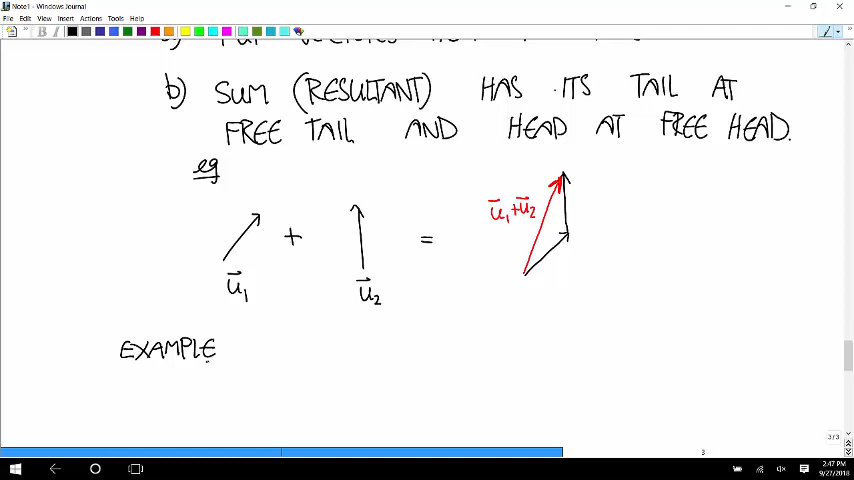 Note1 - Windows Journal
File Edit View Insert Actions Tools Help
b) SUM (RESULTANT) HAS ITS TAIL AT
FREE TAIL AND HEAD AT FREE HEAD.
eg
u⃗₁+u⃗₂
+ =
u⃗₁ u⃗₂
EXAMPLE
3/3
3
2:47 PM
9/27/2018